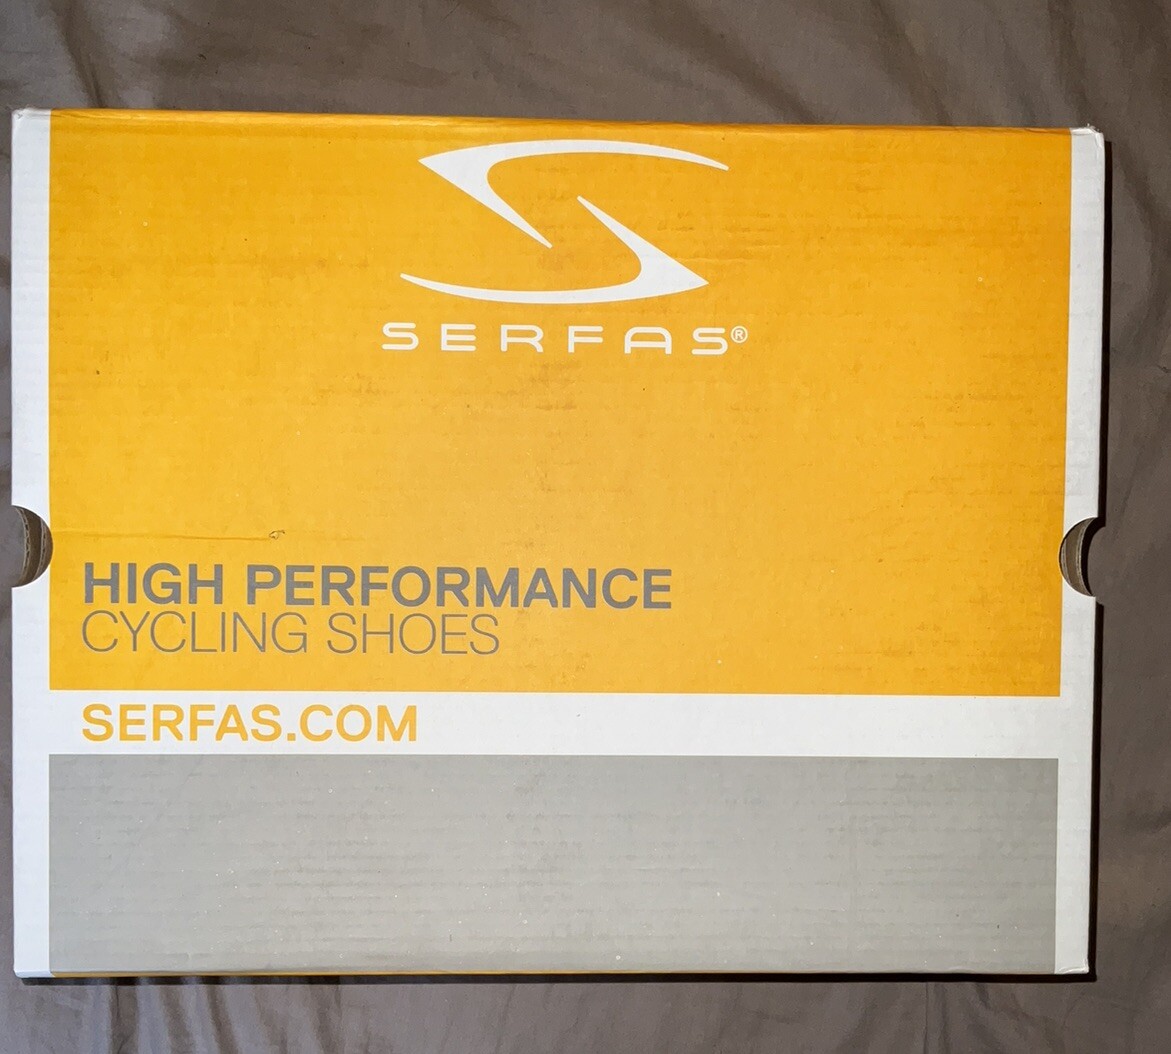 SERFAS®
HIGH PERFORMANCE
CYCLING SHOES
SERFAS.COM